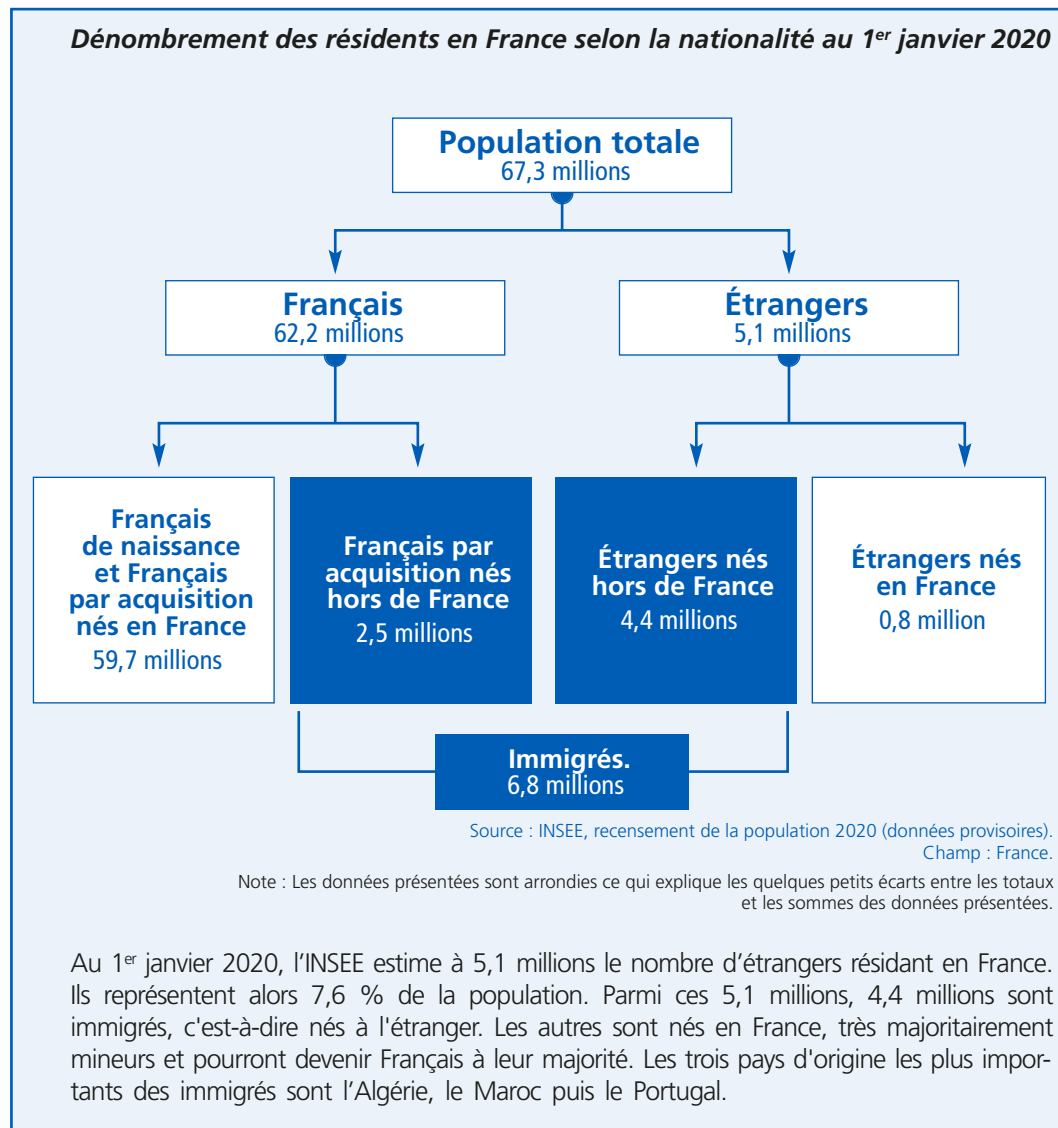 Dénombrement des résidents en France selon la nationalité au 1er janvier 2020
Population totale
67,3 millions
Français
62,2 millions
Étrangers
5,1 millions
Français
de naissance
et Français
par acquisition
nés en France
59,7 millions
Français par
acquisition nés
hors de France
2,5 millions
Étrangers nés
hors de France
4,4 millions
Étrangers nés
en France
0,8 million
Immigrés.
6,8 millions
Source : INSEE, recensement de la population 2020 (données provisoires).
Champ : France.
Note : Les données présentées sont arrondies ce qui explique les quelques petits écarts entre les totaux
et les sommes des données présentées.
Au 1er janvier 2020, l’INSEE estime à 5,1 millions le nombre d’étrangers résidant en France.
Ils représentent alors 7,6 % de la population. Parmi ces 5,1 millions, 4,4 millions sont
immigrés, c'est-à-dire nés à l'étranger. Les autres sont nés en France, très majoritairement
mineurs et pourront devenir Français à leur majorité. Les trois pays d'origine les plus impor-
tants des immigrés sont l’Algérie, le Maroc puis le Portugal.